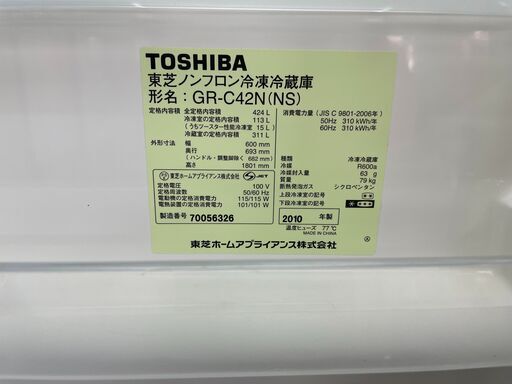 TOSHIBA
東芝ノンフロン冷凍冷蔵庫
形名：GR-C42N(NS)
定格内容積 全定格内容積 424 L
冷凍室の定格内容積 113 L
(うちツースター性能冷凍室 15 L)
冷蔵室の定格内容積 311 L
外形寸法 幅 600 mm
奥行 693 mm
(ハンドル・調整脚除く 682 mm)
高さ 1801 mm
東芝ホームアプライアンス株式会社 JET
定格電圧 100 V
定格周波数 50/60 Hz
電動機の定格消費電力 115/115 W
電熱装置の定格消費電力 101/101 W
製造番号 70056326
消費電力量 (JIS C 9801-2006年)
50Hz 310 kWh/年
60Hz 310 kWh/年
種類 冷凍冷蔵庫
冷媒 R600a
冷媒封入量 63 g
質量 79 kg
断熱発泡ガス シクロペンタン
上段冷凍室の記号
下段冷凍室の記号
2010 年製
温度ヒューズ 77℃
MADE IN CHINA
東芝ホームアプライアンス株式会社